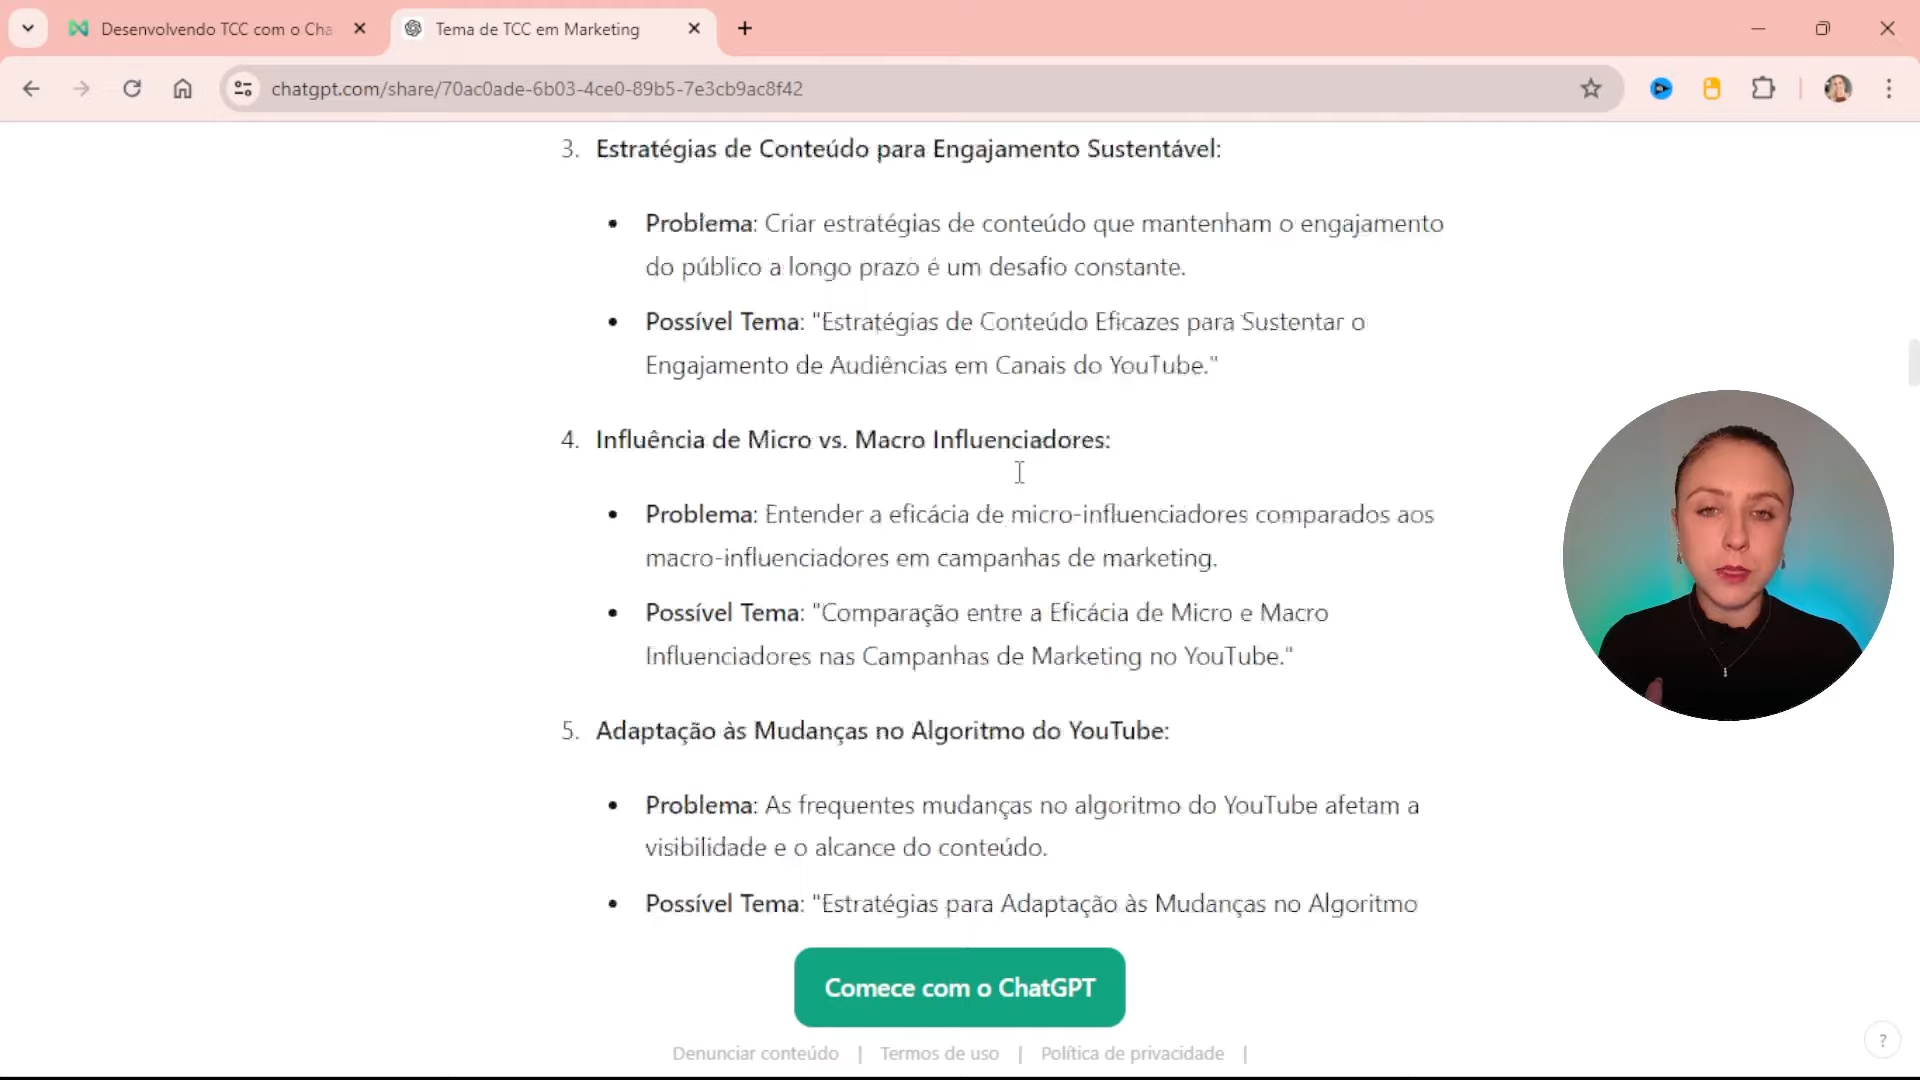 Desenvolvendo TCC com o Cha
Tema de TCC em Marketing
chatgpt.com/share/70ac0ade-6b03-4ce0-89b5-7e3cb9ac8f42
3. Estratégias de Conteúdo para Engajamento Sustentável:
• Problema: Criar estratégias de conteúdo que mantenham o engajamento
do público a longo prazo é um desafio constante.
• Possível Tema: "Estratégias de Conteúdo Eficazes para Sustentar o
Engajamento de Audiências em Canais do YouTube."
4. Influência de Micro vs. Macro Influenciadores:
• Problema: Entender a eficácia de micro-influenciadores comparados aos
macro-influenciadores em campanhas de marketing.
• Possível Tema: "Comparação entre a Eficácia de Micro e Macro
Influenciadores nas Campanhas de Marketing no YouTube."
5. Adaptação às Mudanças no Algoritmo do YouTube:
• Problema: As frequentes mudanças no algoritmo do YouTube afetam a
visibilidade e o alcance do conteúdo.
• Possível Tema: "Estratégias para Adaptação às Mudanças no Algoritmo
Comece com o ChatGPT
Denunciar conteúdo | Termos de uso | Política de privacidade |
?